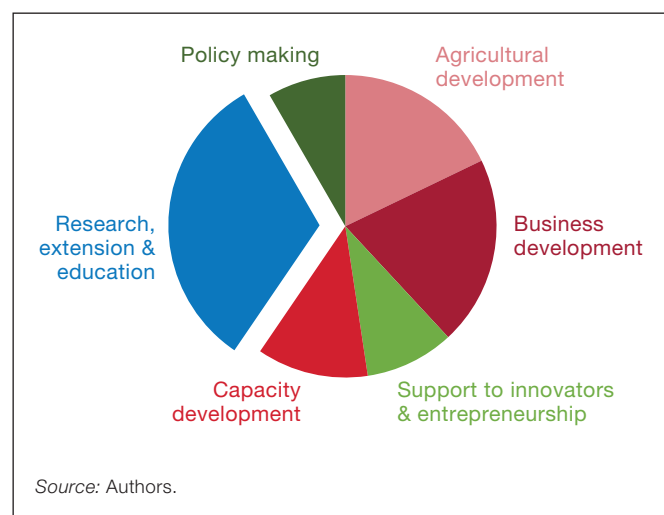 Policy making
Agricultural
development
Research,
extension &
education
Business
development
Capacity
development
Support to innovators
& entrepreneurship
Source: Authors.